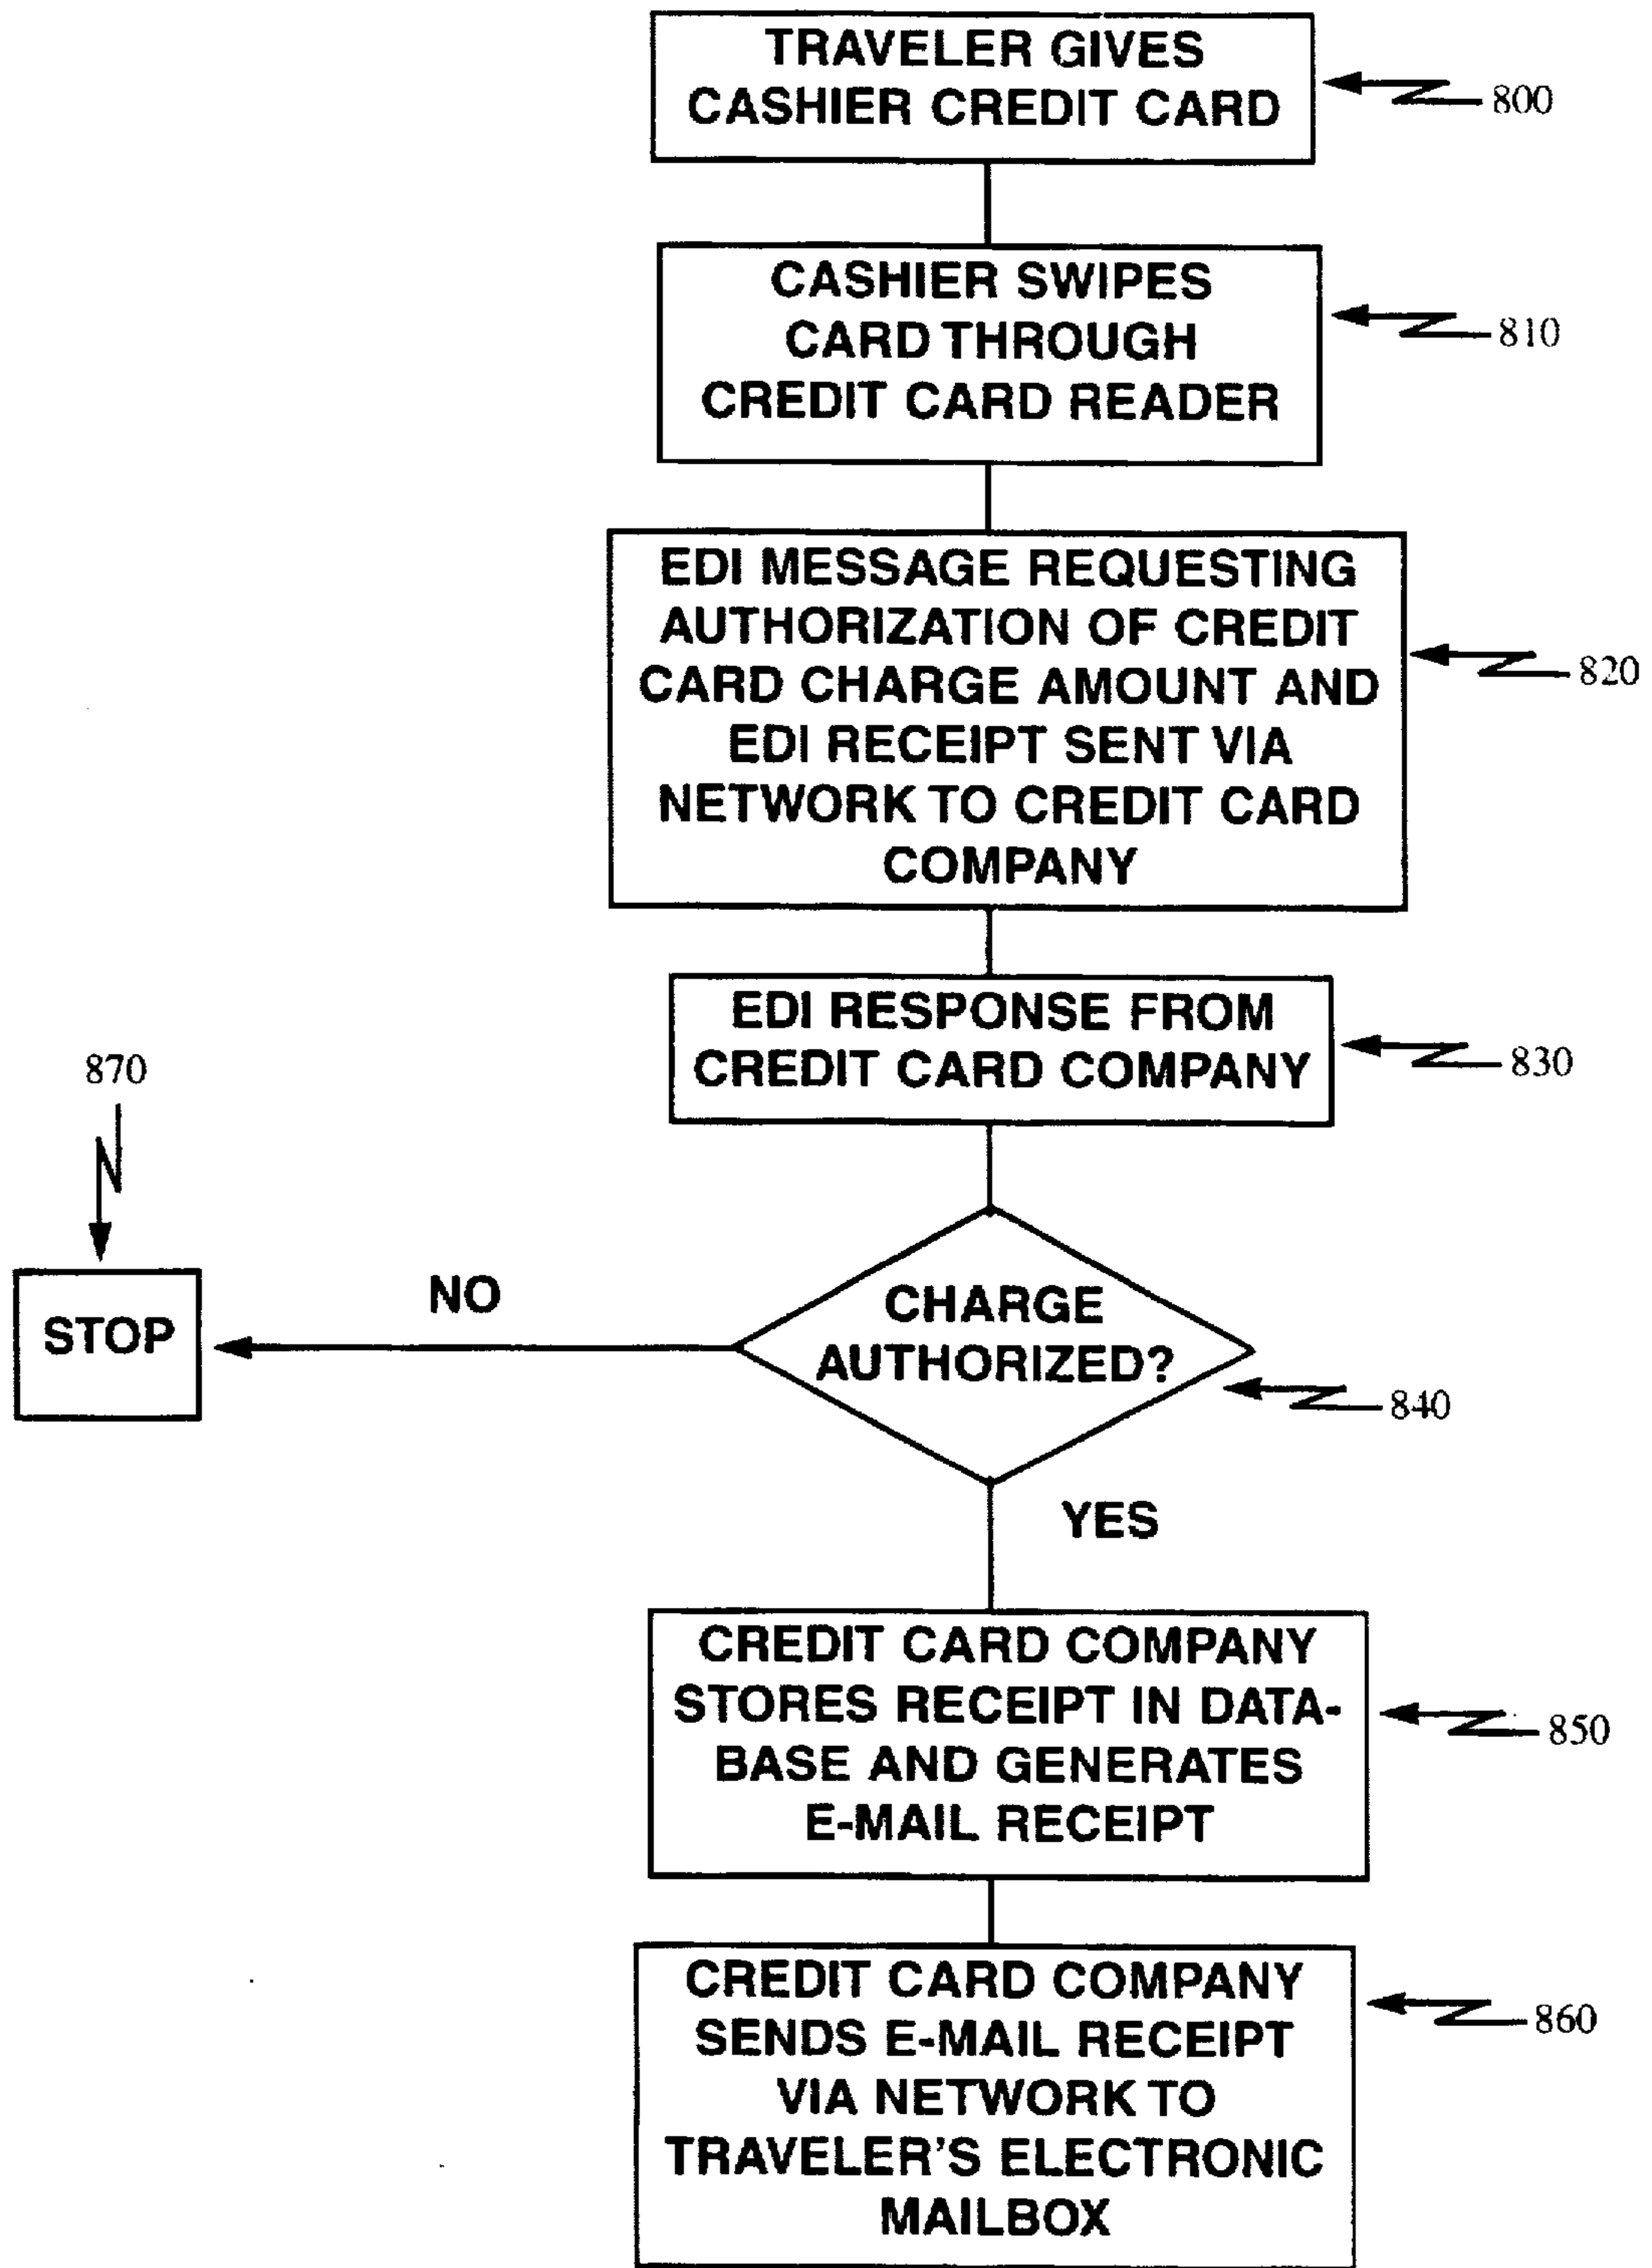 TRAVELER GIVES
CASHIER CREDIT CARD
800
CASHIER SWIPES
CARD THROUGH
CREDIT CARD READER
810
EDI MESSAGE REQUESTING
AUTHORIZATION OF CREDIT
CARD CHARGE AMOUNT AND
EDI RECEIPT SENT VIA
NETWORK TO CREDIT CARD
COMPANY
820
EDI RESPONSE FROM
CREDIT CARD COMPANY
830
870
STOP
NO
CHARGE
AUTHORIZED?
840
YES
CREDIT CARD COMPANY
STORES RECEIPT IN DATA-
BASE AND GENERATES
E-MAIL RECEIPT
850
CREDIT CARD COMPANY
SENDS E-MAIL RECEIPT
VIA NETWORK TO
TRAVELER'S ELECTRONIC
MAILBOX
860